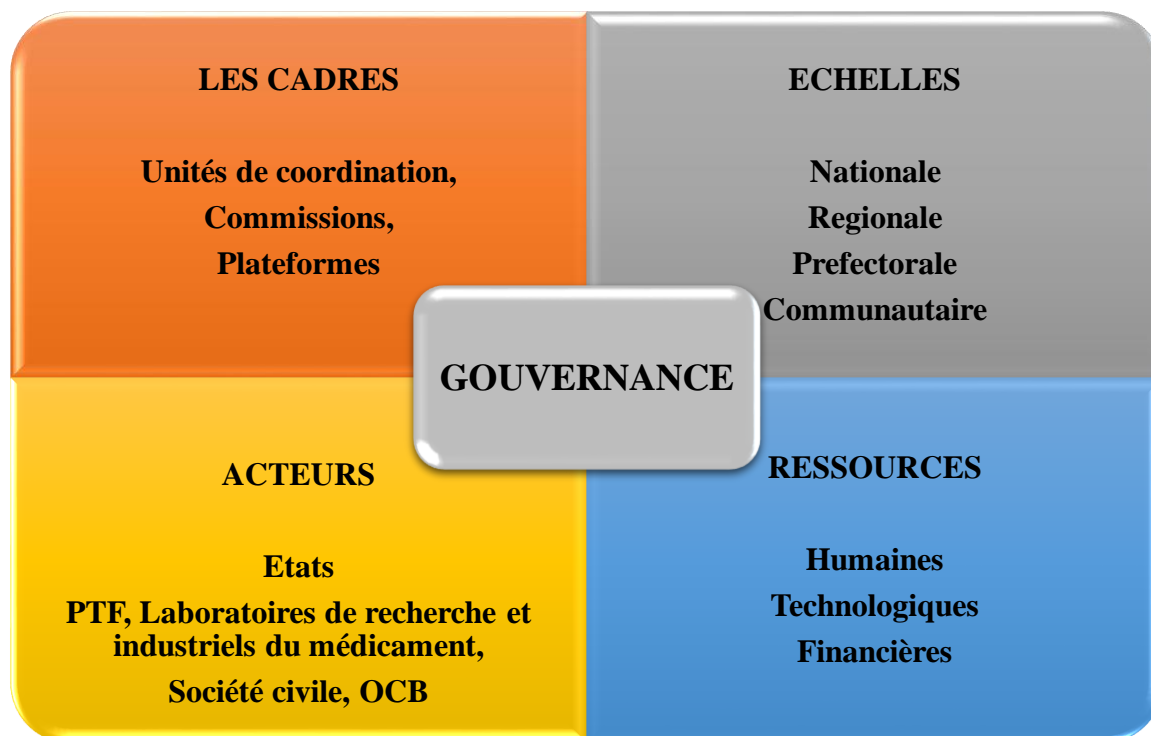 LES CADRES
Unités de coordination,
Commissions,
Plateformes
ECHELLES
Nationale
Regionale
Prefectorale
Communautaire
GOUVERNANCE
ACTEURS
Etats
PTF, Laboratoires de recherche et
industriels du médicament,
Société civile, OCB
RESSOURCES
Humaines
Technologiques
Financières